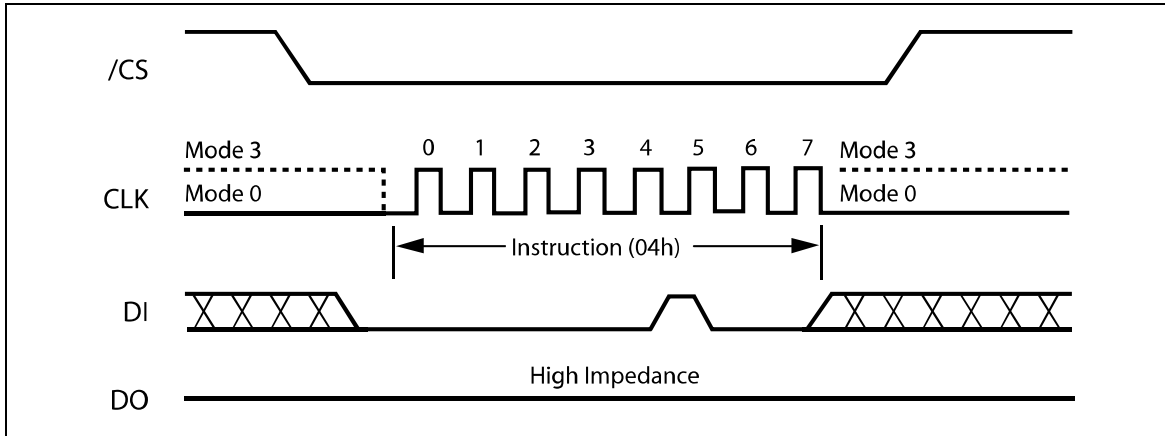 /CS
Mode 3
0 1 2 3 4 5 6 7
Mode 3
CLK
Mode 0
Mode 0
Instruction (04h)
DI
High Impedance
DO